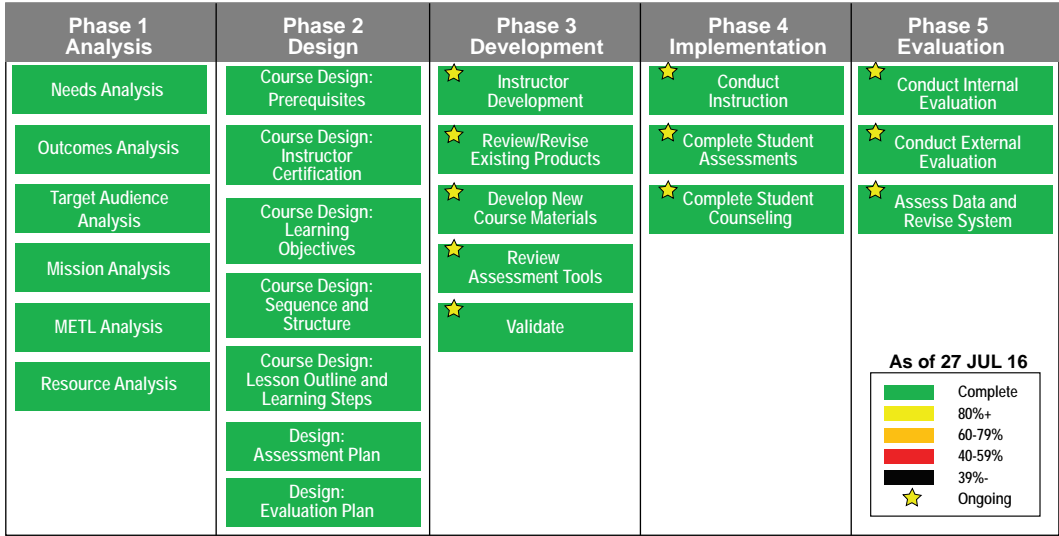 Phase 1
Analysis
Needs Analysis
Outcomes Analysis
Target Audience
Analysis
Mission Analysis
METL Analysis
Resource Analysis
Phase 2
Design
Course Design:
Prerequisites
Course Design:
Instructor
Certification
Course Design:
Learning
Objectives
Course Design:
Sequence and
Structure
Course Design:
Lesson Outline and
Learning Steps
Design:
Assessment Plan
Design:
Evaluation Plan
Phase 3
Development
Instructor
Development
Review/Revise
Existing Products
Develop New
Course Materials
Review
Assessment Tools
Validate
Phase 4
Implementation
Conduct
Instruction
Complete Student
Assessments
Complete Student
Counseling
Phase 5
Evaluation
Conduct Internal
Evaluation
Conduct External
Evaluation
Assess Data and
Revise System
As of 27 JUL 16
Complete
80%+
60-79%
40-59%
39%-
Ongoing